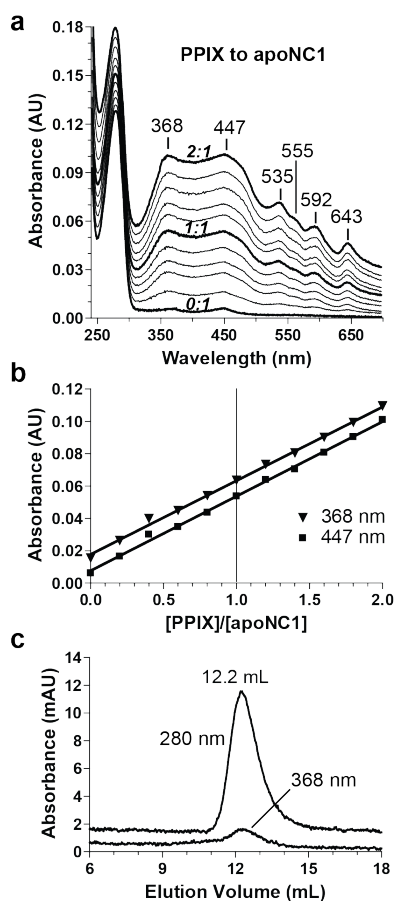 a
PPIX to apoNC1
0.18
0.15
0.12
0.09
0.06
0.03
0.00
Absorbance (AU)
368
447
2:1
1:1
0:1
535
555
592
643
250 350 450 550 650
Wavelength (nm)
b
0.12
0.10
0.08
0.06
0.04
0.02
0.00
Absorbance (AU)
368 nm
447 nm
0.0 0.5 1.0 1.5 2.0
[PPIX]/[apoNC1]
c
14
12
10
8
6
4
2
0
Absorbance (mAU)
12.2 mL
280 nm
368 nm
6 9 12 15 18
Elution Volume (mL)